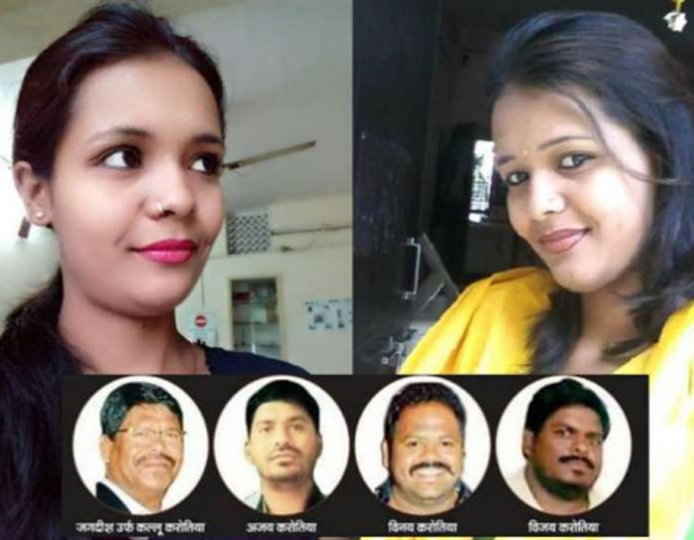 जगदीश उर्फ कल्लू करोतिया
अजय करोतिया
विनय करोतिया
विजय करोतिया